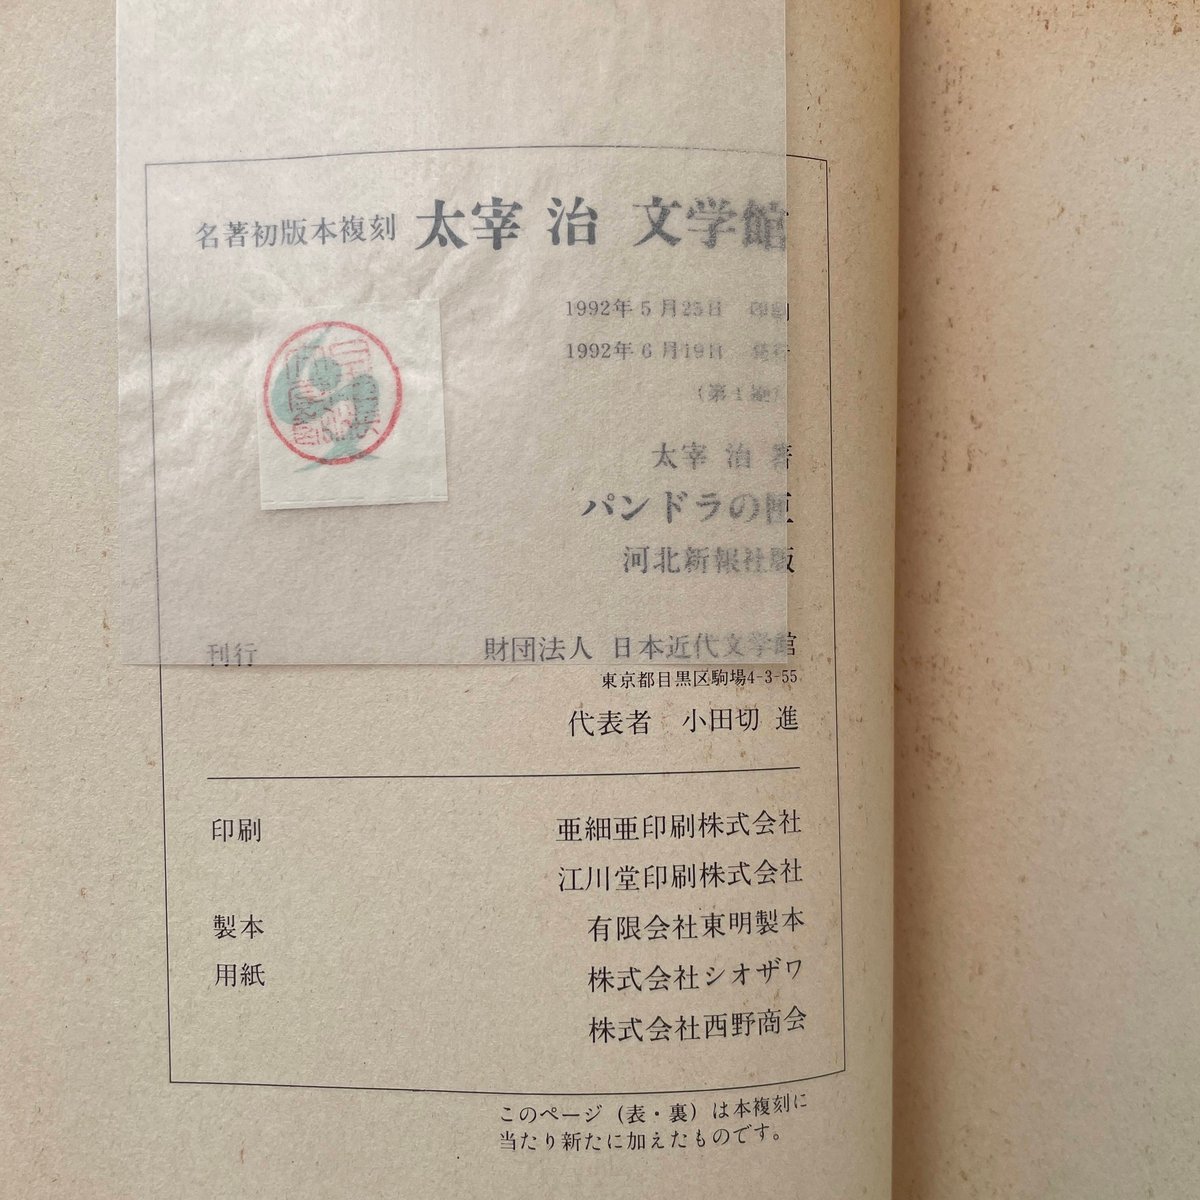 名著初版本複刻 太宰 治 文学館
1992年5月25日 印刷
1992年6月19日 発行
(第1期)
太宰 治 著
パンドラの匣
河北新報社版
刊行 財団法人 日本近代文学館
東京都目黒区駒場4-3-55
代表者 小田切 進
印刷 亜細亜印刷株式会社
江川堂印刷株式会社
製本 有限会社東明製本
用紙 株式会社シオザワ
株式会社西野商会
このページ(表・裏)は本複刻に
当たり新たに加えたものです。